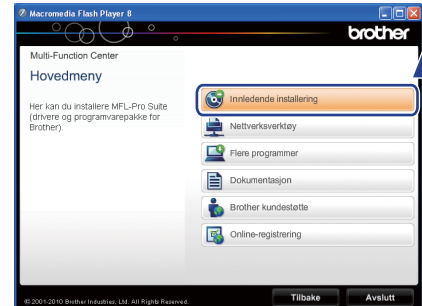 Macromedia Flash Player 8
brother
Multi-Function Center
Hovedmeny
Her kan du installere MFL-Pro Suite
(drivere og programvarepakke for
Brother).
Innledende installering
Nettverksverktøy
Flere programmer
Dokumentasjon
Brother kundestøtte
Online-registrering
© 2001-2010 Brother Industries, Ltd. All Rights Reserved.
Tilbake
Avslutt